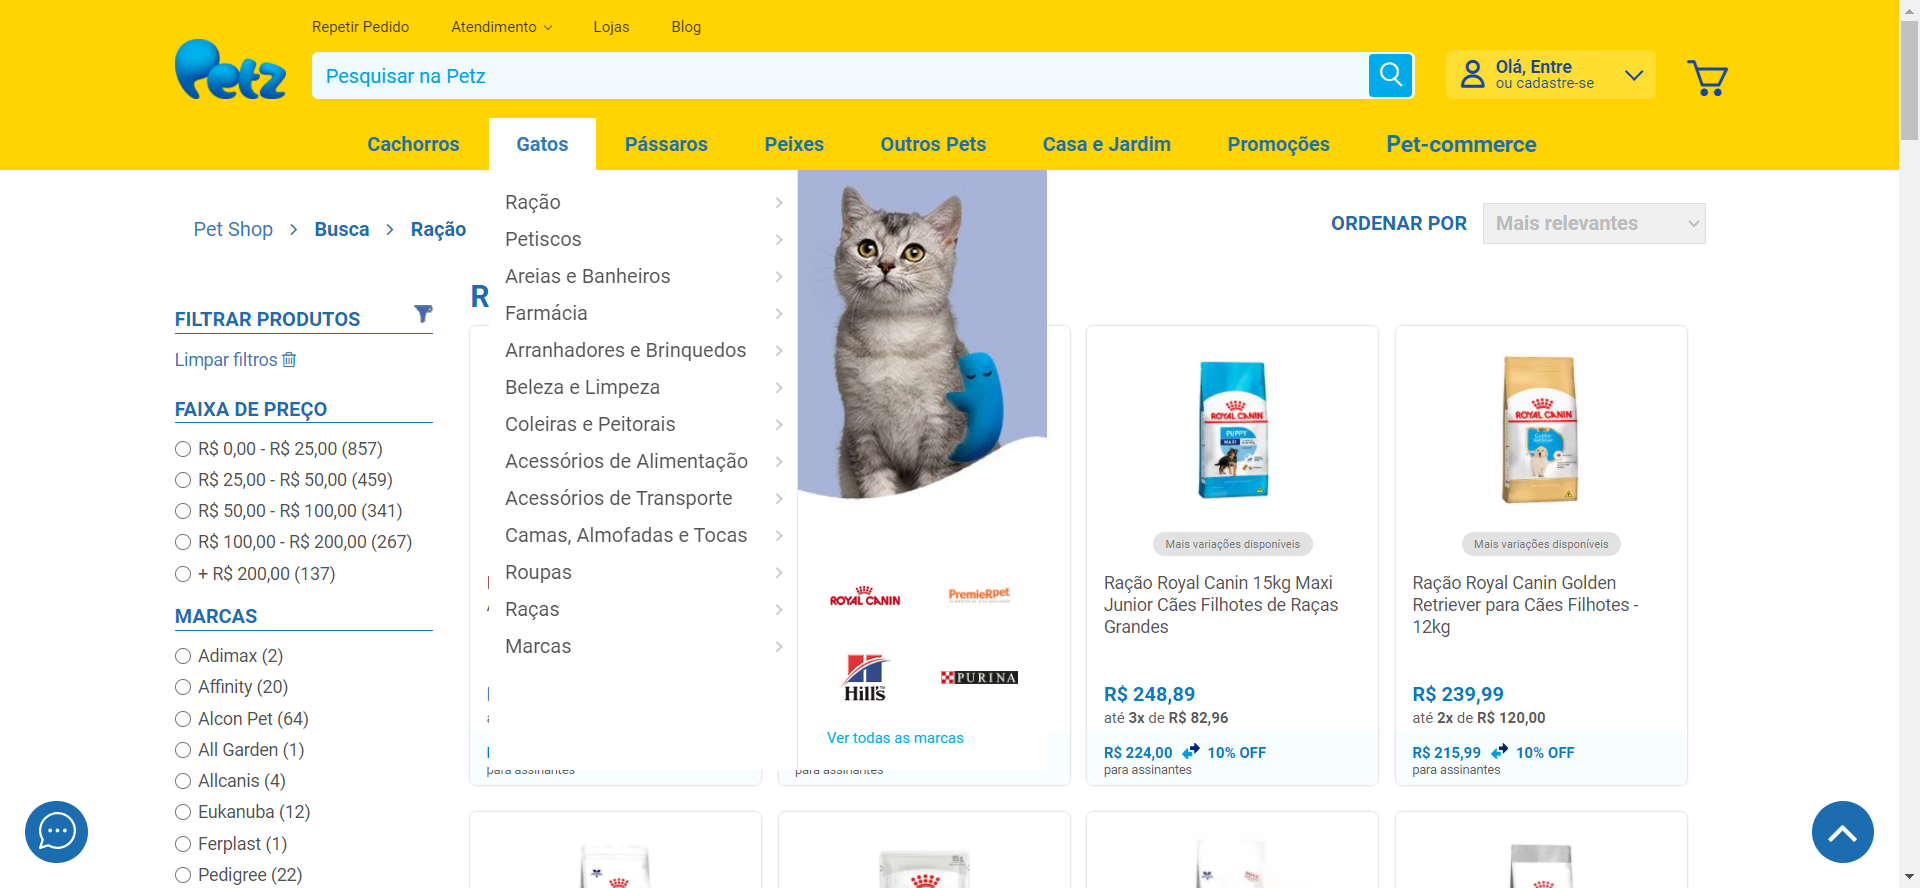 Repetir Pedido Atendimento Lojas Blog
Petz
Pesquisar na Petz
Olá, Entre
ou cadastre-se
Cachorros Gatos Pássaros Peixes Outros Pets Casa e Jardim Promoções Pet-commerce
Pet Shop > Busca > Ração
ORDENAR POR Mais relevantes
FILTRAR PRODUTOS
Limpar filtros
FAIXA DE PREÇO
R$ 0,00 - R$ 25,00 (857)
R$ 25,00 - R$ 50,00 (459)
R$ 50,00 - R$ 100,00 (341)
R$ 100,00 - R$ 200,00 (267)
+ R$ 200,00 (137)
MARCAS
Adimax (2)
Affinity (20)
Alcon Pet (64)
All Garden (1)
Allcanis (4)
Eukanuba (12)
Ferplast (1)
Pedigree (22)
R
Ração
Petiscos
Areias e Banheiros
Farmácia
Arranhadores e Brinquedos
Beleza e Limpeza
Coleiras e Peitorais
Acessórios de Alimentação
Acessórios de Transporte
Camas, Almofadas e Tocas
Roupas
Raças
Marcas
ROYAL CANIN
PremieRpet
Hill's
PURINA
Ver todas as marcas
para assinantes
para assinantes
ROYAL CANIN
PUPPY
MAXI
Mais variações disponíveis
Ração Royal Canin 15kg Maxi
Junior Cães Filhotes de Raças
Grandes
R$ 248,89
até 3x de R$ 82,96
R$ 224,00 10% OFF
para assinantes
ROYAL CANIN
Golden
Retriever
Mais variações disponíveis
Ração Royal Canin Golden
Retriever para Cães Filhotes -
12kg
R$ 239,99
até 2x de R$ 120,00
R$ 215,99 10% OFF
para assinantes